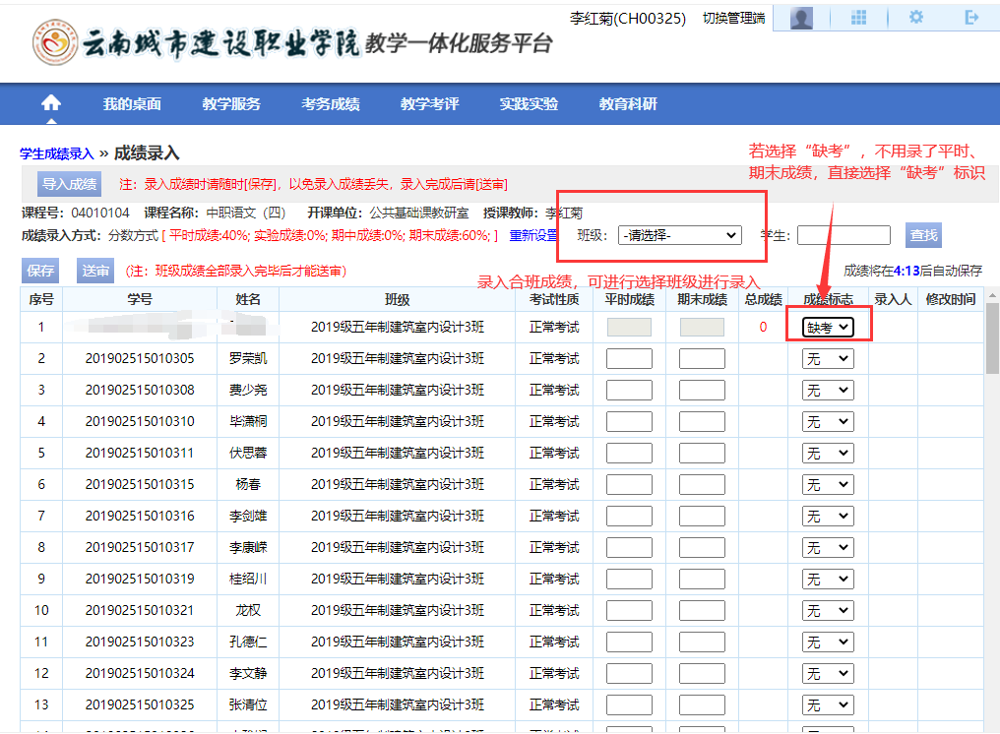 李红菊(CH00325) 切换管理端
云南城市建设职业学院 教学一体化服务平台
我的桌面 教学服务 考务成绩 教学考评 实践实验 教育科研
学生成绩录入 » 成绩录入
若选择“缺考”，不用录了平时、
期末成绩，直接选择“缺考”标识
导入成绩 注：录入成绩时请随时[保存]，以免录入成绩丢失，录入完成后请[送审]
课程号：04010104 课程名称：中职语文（四） 开课单位：公共基础课教研室 授课教师：李红菊
成绩录入方式：分数方式 [ 平时成绩:40%; 实验成绩:0%; 期中成绩:0%; 期末成绩:60%; ] 重新设置 班级： -请选择- 学生： 查找
保存 送审 (注：班级成绩全部录入完毕后才能送审) 成绩将在4:13后自动保存
录入合班成绩，可进行选择班级进行录入
序号 学号 姓名 班级 考试性质 平时成绩 期末成绩 总成绩 成绩标志 录入人 修改时间
1 2019级五年制建筑室内设计3班 正常考试 0 缺考
2 201902515010305 罗荣凯 2019级五年制建筑室内设计3班 正常考试 无
3 201902515010308 费少尧 2019级五年制建筑室内设计3班 正常考试 无
4 201902515010310 毕潇桐 2019级五年制建筑室内设计3班 正常考试 无
5 201902515010311 伏思蓉 2019级五年制建筑室内设计3班 正常考试 无
6 201902515010315 杨春 2019级五年制建筑室内设计3班 正常考试 无
7 201902515010316 李剑雄 2019级五年制建筑室内设计3班 正常考试 无
8 201902515010317 李康嵘 2019级五年制建筑室内设计3班 正常考试 无
9 201902515010319 桂绍川 2019级五年制建筑室内设计3班 正常考试 无
10 201902515010321 龙权 2019级五年制建筑室内设计3班 正常考试 无
11 201902515010323 孔德仁 2019级五年制建筑室内设计3班 正常考试 无
12 201902515010324 李文静 2019级五年制建筑室内设计3班 正常考试 无
13 201902515010325 张清位 2019级五年制建筑室内设计3班 正常考试 无